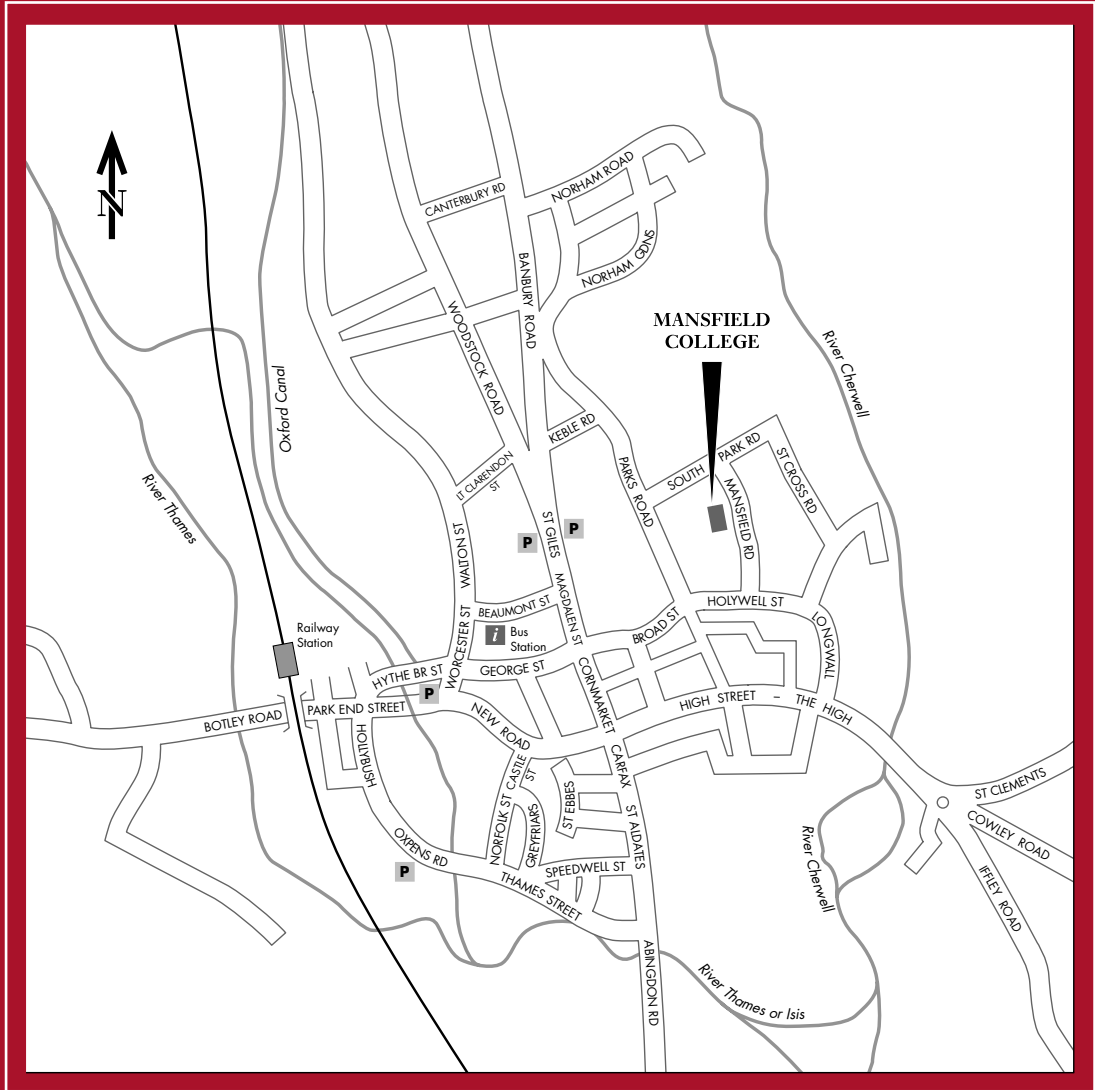 N
CANTERBURY RD
NORHAM ROAD
BANBURY ROAD
NORHAM GDNS
WOODSTOCK ROAD
MANSFIELD
COLLEGE
River Cherwell
Oxford Canal
KEBLE RD
LT CLARENDON
ST
PARKS ROAD
SOUTH PARK RD
ST CROSS RD
MANSFIELD RD
River Thames
WALTON ST
ST GILES
P
P
MAGDALEN ST
BEAUMONT ST
HOLYWELL ST
LONGWALL
BROAD ST
Railway
Station
WORCESTER ST
i
Bus
Station
HYTHE BR ST
GEORGE ST
P
CORNMARKET
HIGH STREET – THE HIGH
BOTLEY ROAD
PARK END STREET
NEW ROAD
HOLLYBUSH
CASTLE
ST
CARFAX
ST CLEMENTS
NORFOLK ST
GREYFRIARS
ST EBBES
ST ALDATES
COWLEY ROAD
OXPENS RD
P
SPEEDWELL ST
THAMES STREET
River Cherwell
IFFLEY ROAD
ABINGDON RD
River Thames or Isis